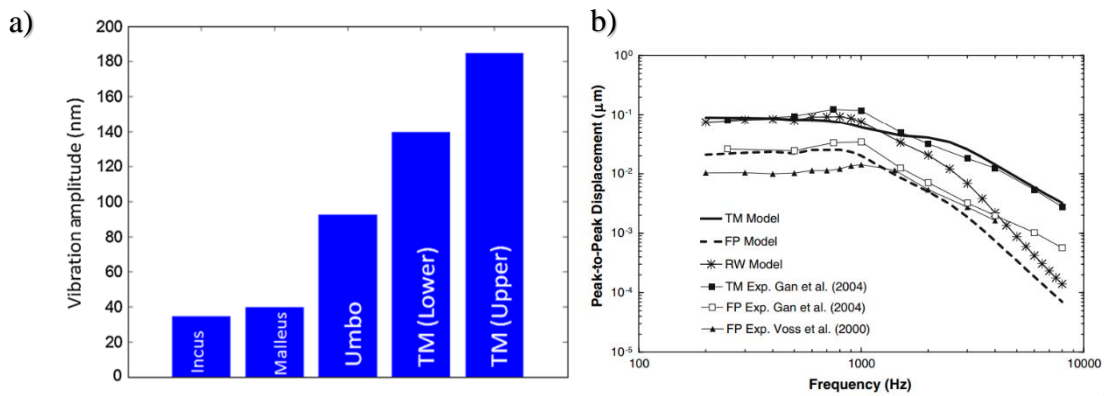 a)
Vibration amplitude (nm)
200
180
160
140
120
100
80
60
40
20
0
Incus
Malleus
Umbo
TM (Lower)
TM (Upper)
b)
Peak-to-Peak Displacement (μm)
10⁰
10⁻¹
10⁻²
10⁻³
10⁻⁴
10⁻⁵
TM Model
FP Model
RW Model
TM Exp. Gan et al. (2004)
FP Exp. Gan et al. (2004)
FP Exp. Voss et al. (2000)
100
1000
10000
Frequency (Hz)